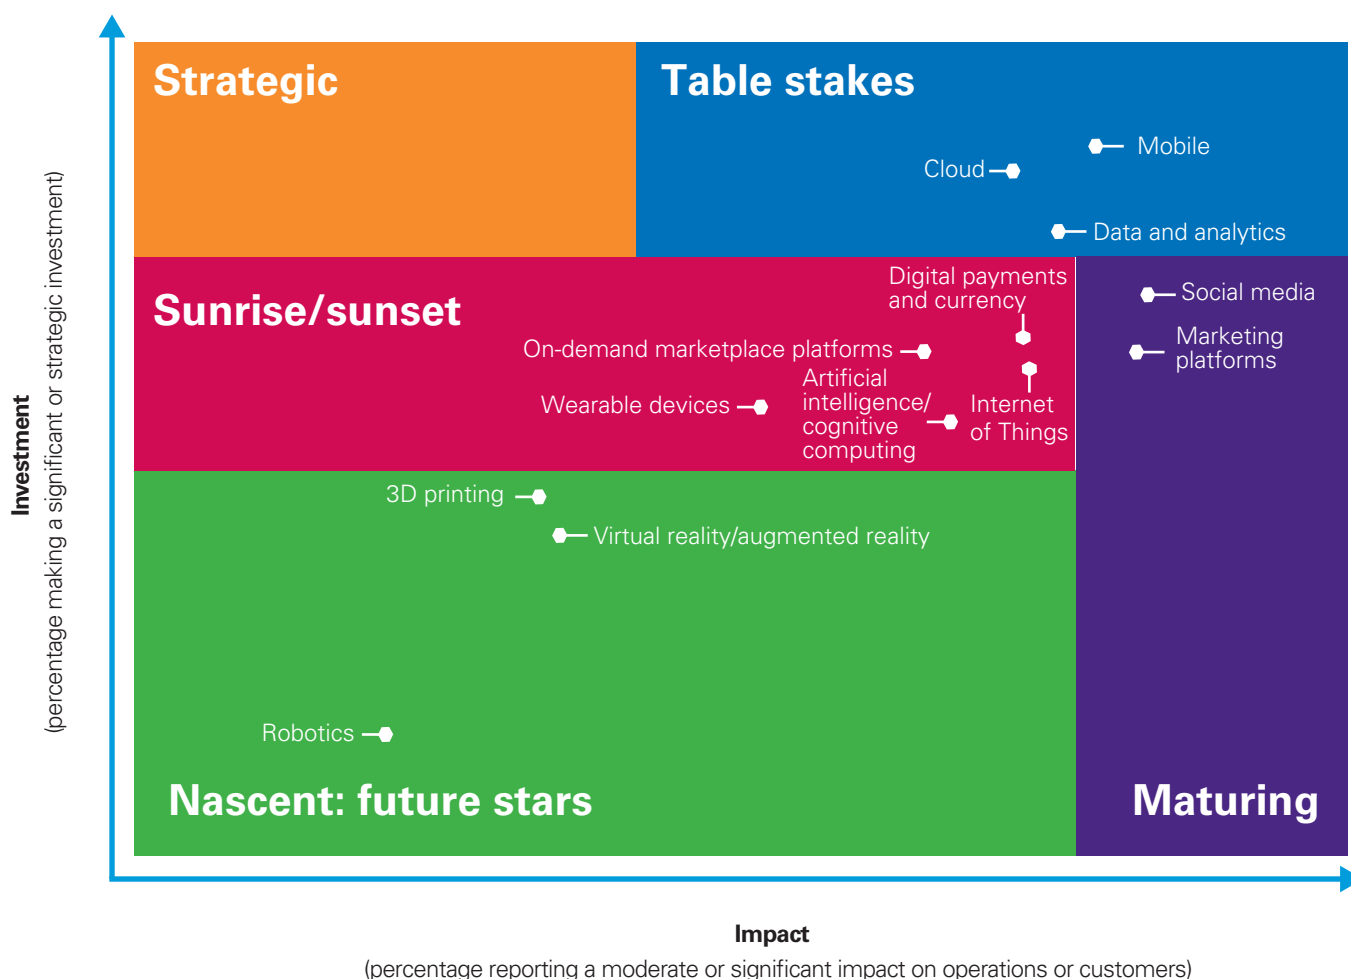 Strategic
Table stakes
Mobile
Cloud
Data and analytics
Sunrise/sunset
Digital payments
and currency
Social media
On-demand marketplace platforms
Marketing
platforms
Wearable devices
Artificial
intelligence/
cognitive
computing
Internet
of Things
3D printing
Virtual reality/augmented reality
Robotics
Nascent: future stars
Maturing
Investment
(percentage making a significant or strategic investment)
Impact
(percentage reporting a moderate or significant impact on operations or customers)